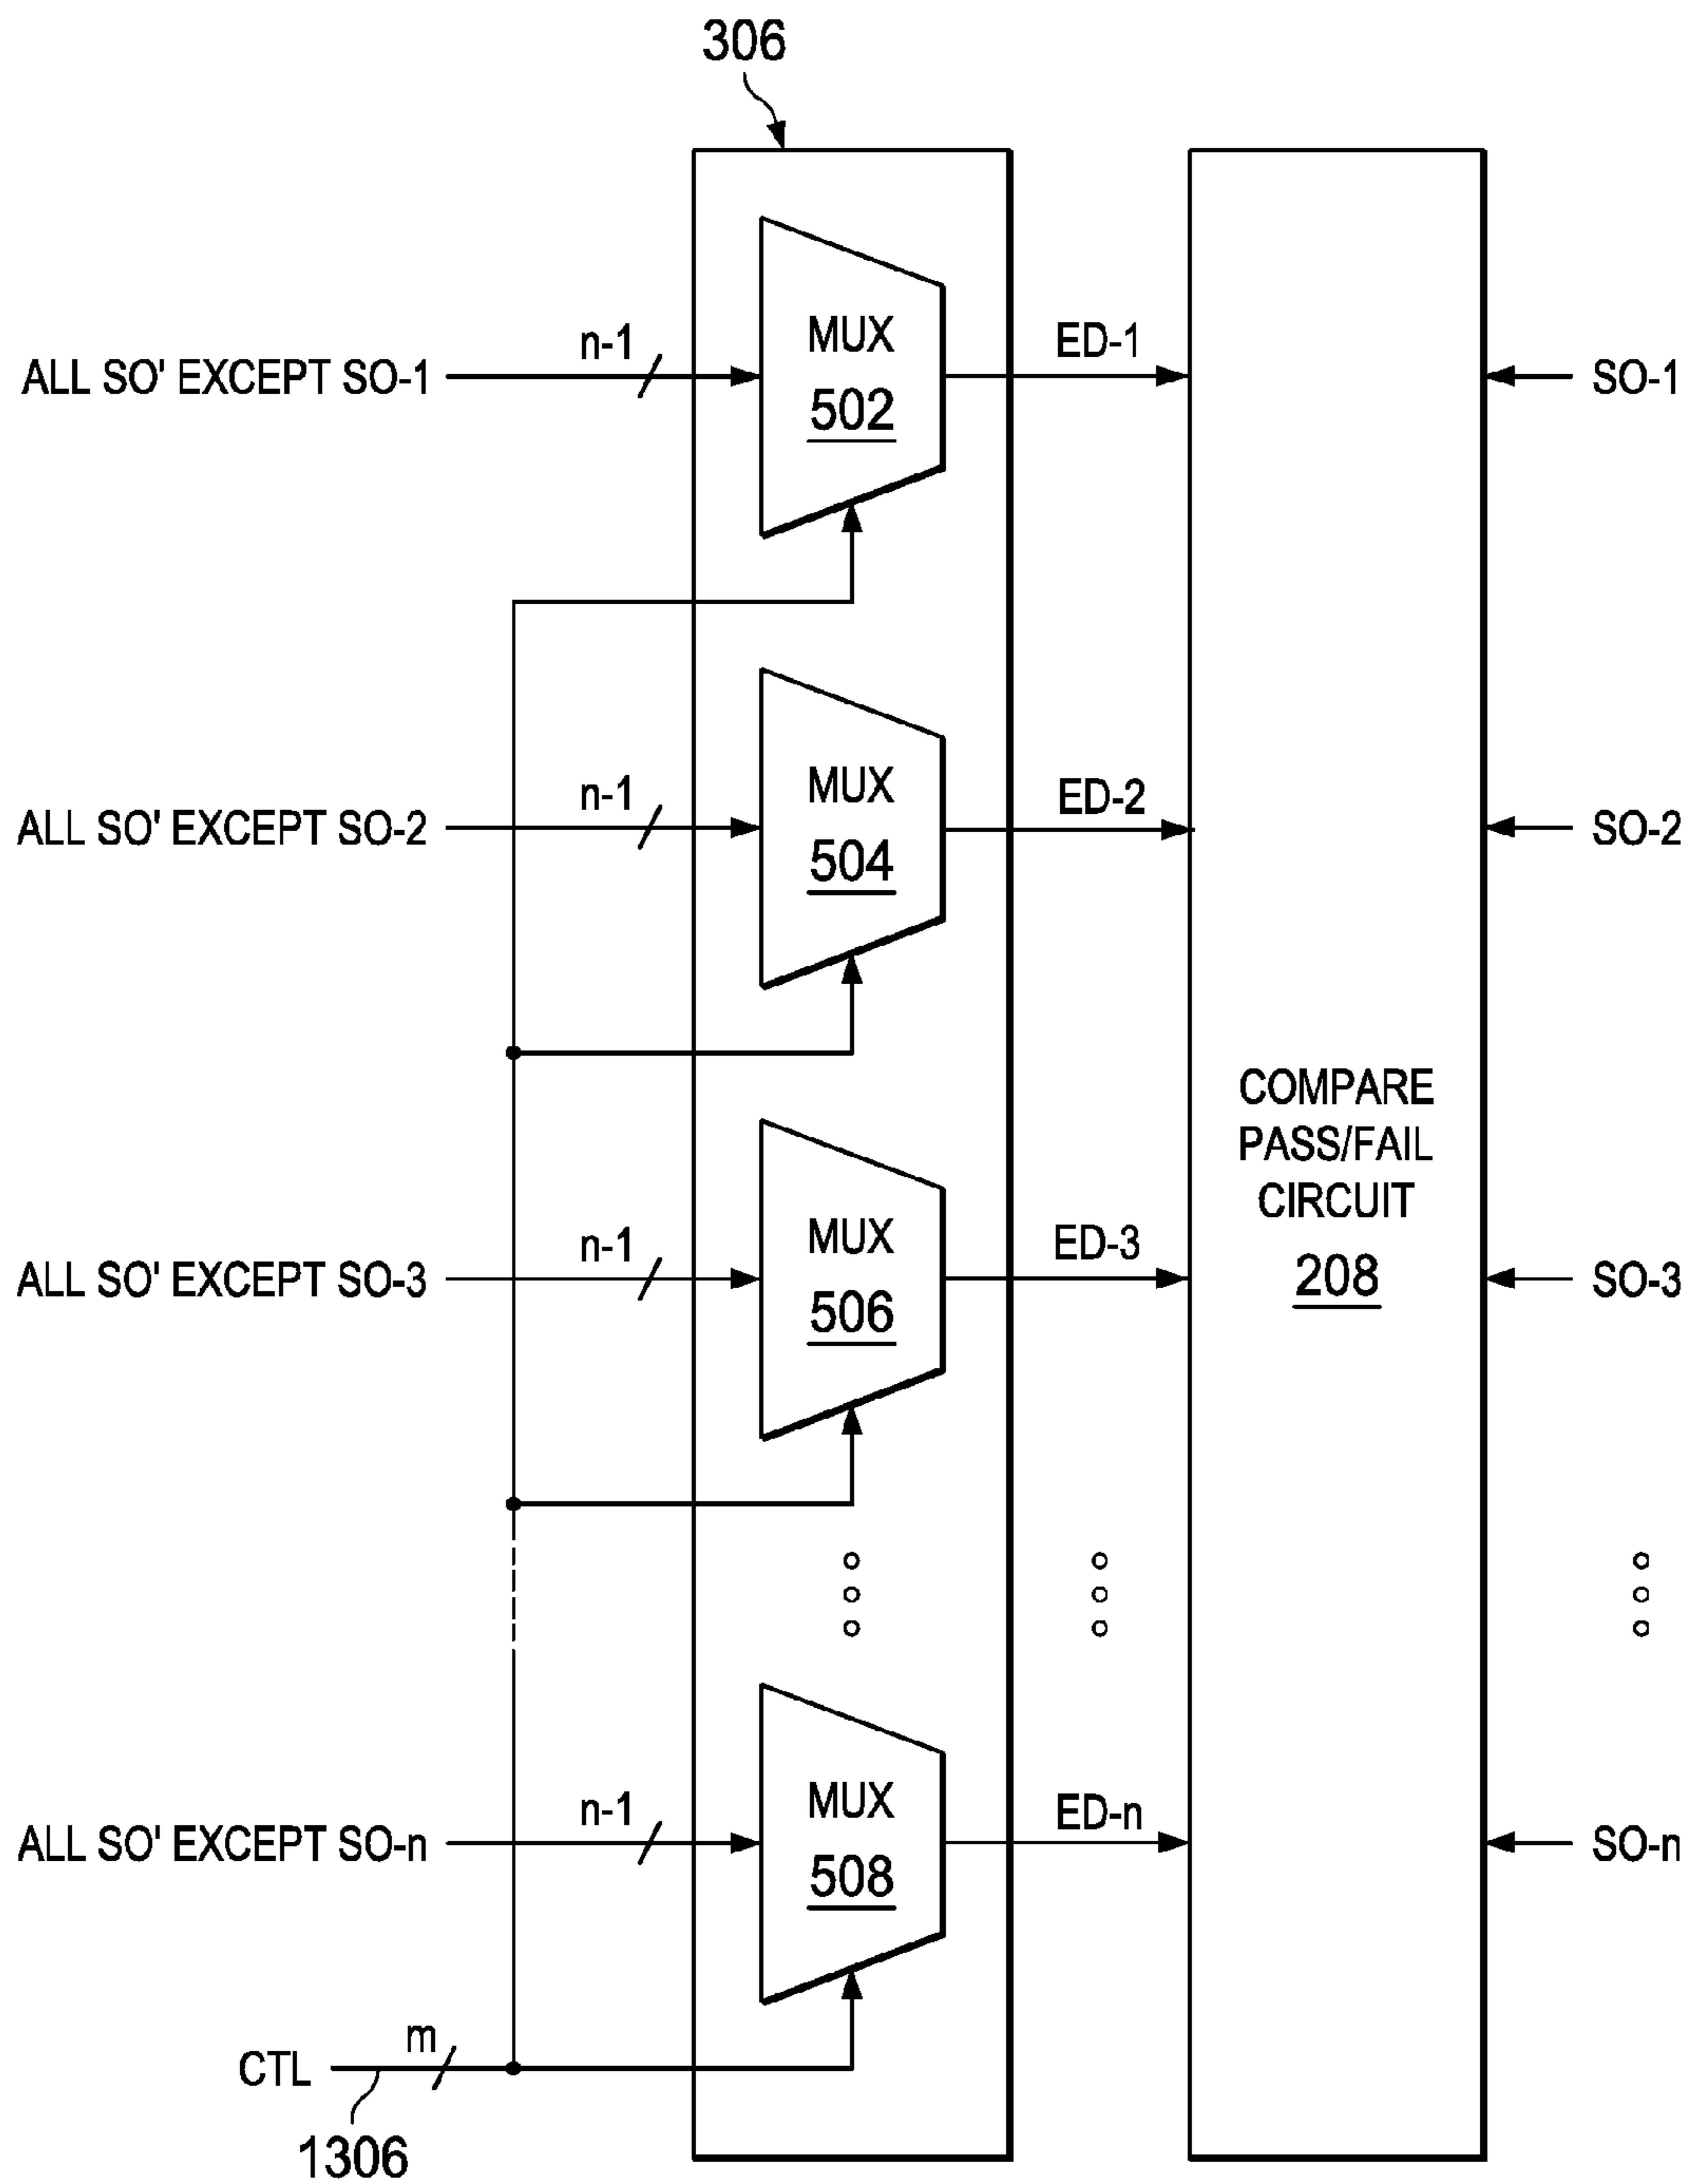 306
ALL SO' EXCEPT SO-1
n-1
MUX
502
ED-1
SO-1
ALL SO' EXCEPT SO-2
n-1
MUX
504
ED-2
SO-2
COMPARE
PASS/FAIL
CIRCUIT
208
ALL SO' EXCEPT SO-3
n-1
MUX
506
ED-3
SO-3
ALL SO' EXCEPT SO-n
n-1
MUX
508
ED-n
SO-n
CTL
m
1306